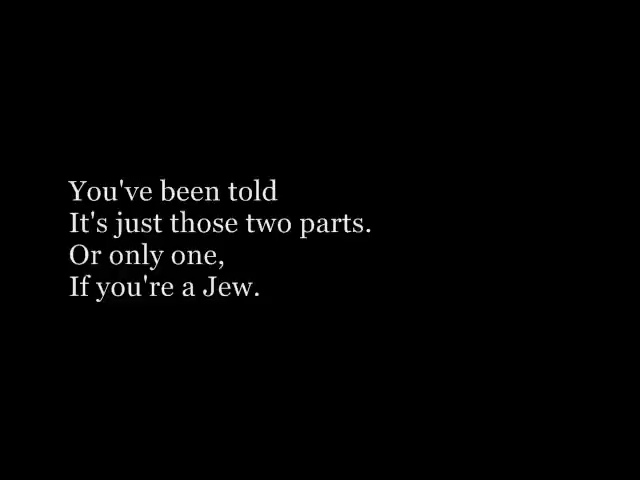 You've been told
It's just those two parts.
Or only one,
If you're a Jew.